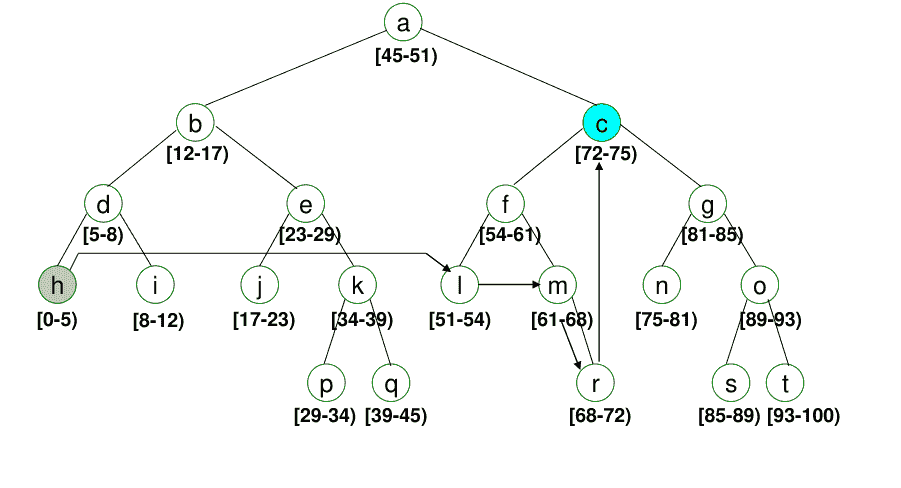 a
[45-51)
b
c
[12-17)
[72-75)
d
e
f
g
[5-8)
[23-29)
[54-61)
[81-85)
h
i
j
k
l
m
n
o
[0-5)
[8-12)
[17-23)
[34-39)
[51-54)
[61-68)
[75-81)
[89-93)
p
q
r
s
t
[29-34)
[39-45)
[68-72)
[85-89)
[93-100)